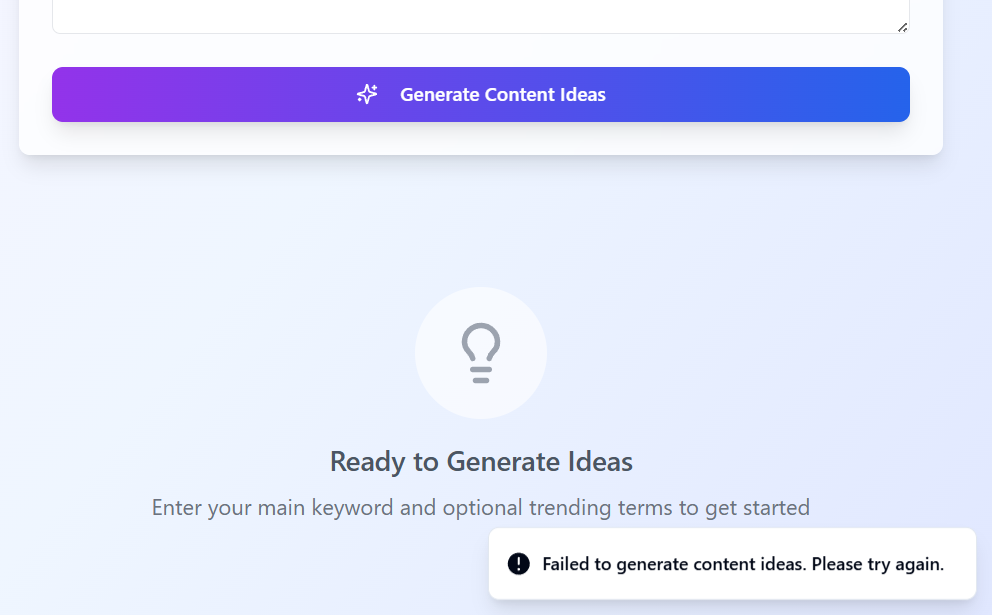 Generate Content Ideas
Ready to Generate Ideas
Enter your main keyword and optional trending terms to get started
Failed to generate content ideas. Please try again.